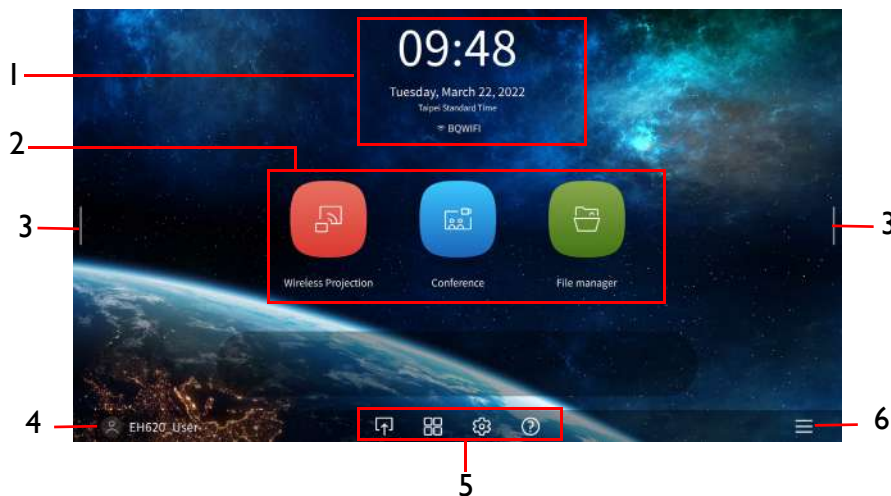 1
09:48
Tuesday, March 22, 2022
Taipei Standard Time
BQWIFI
2
3
3
Wireless Projection Conference File manager
4
EH620_User
6
5